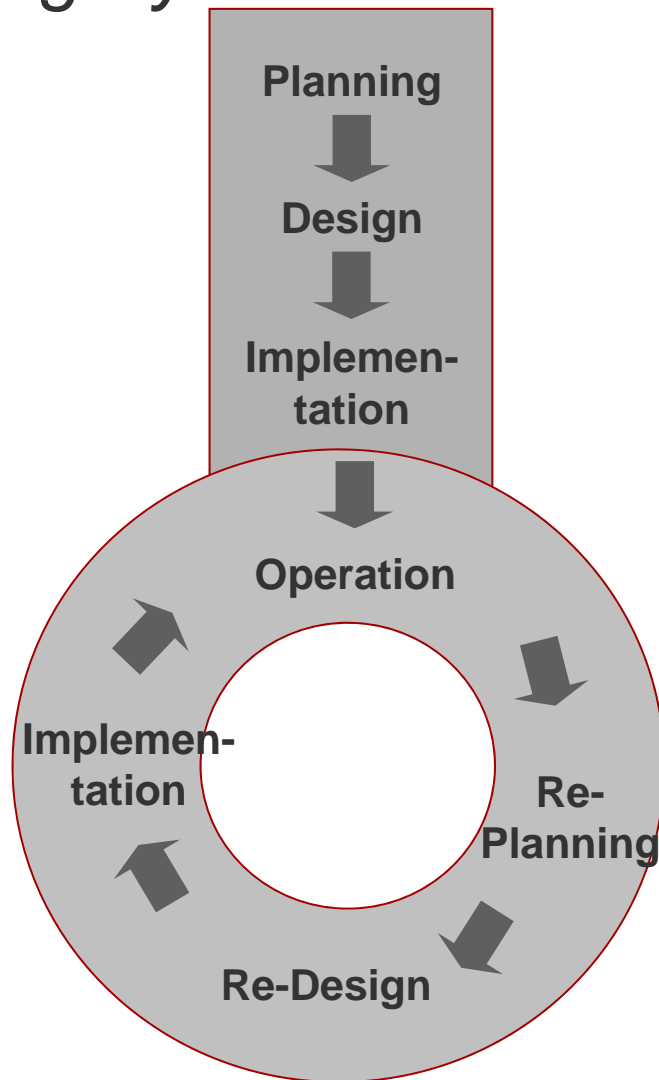 Planning
Design
Implemen-
tation
Operation
Re-
Planning
Re-Design
Implemen-
tation